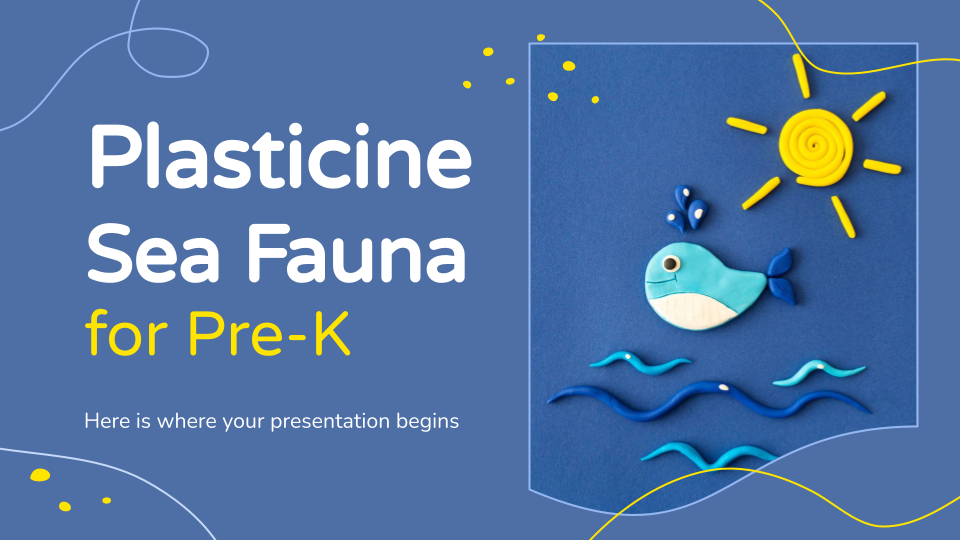 Plasticine
Sea Fauna
for Pre-K
Here is where your presentation begins